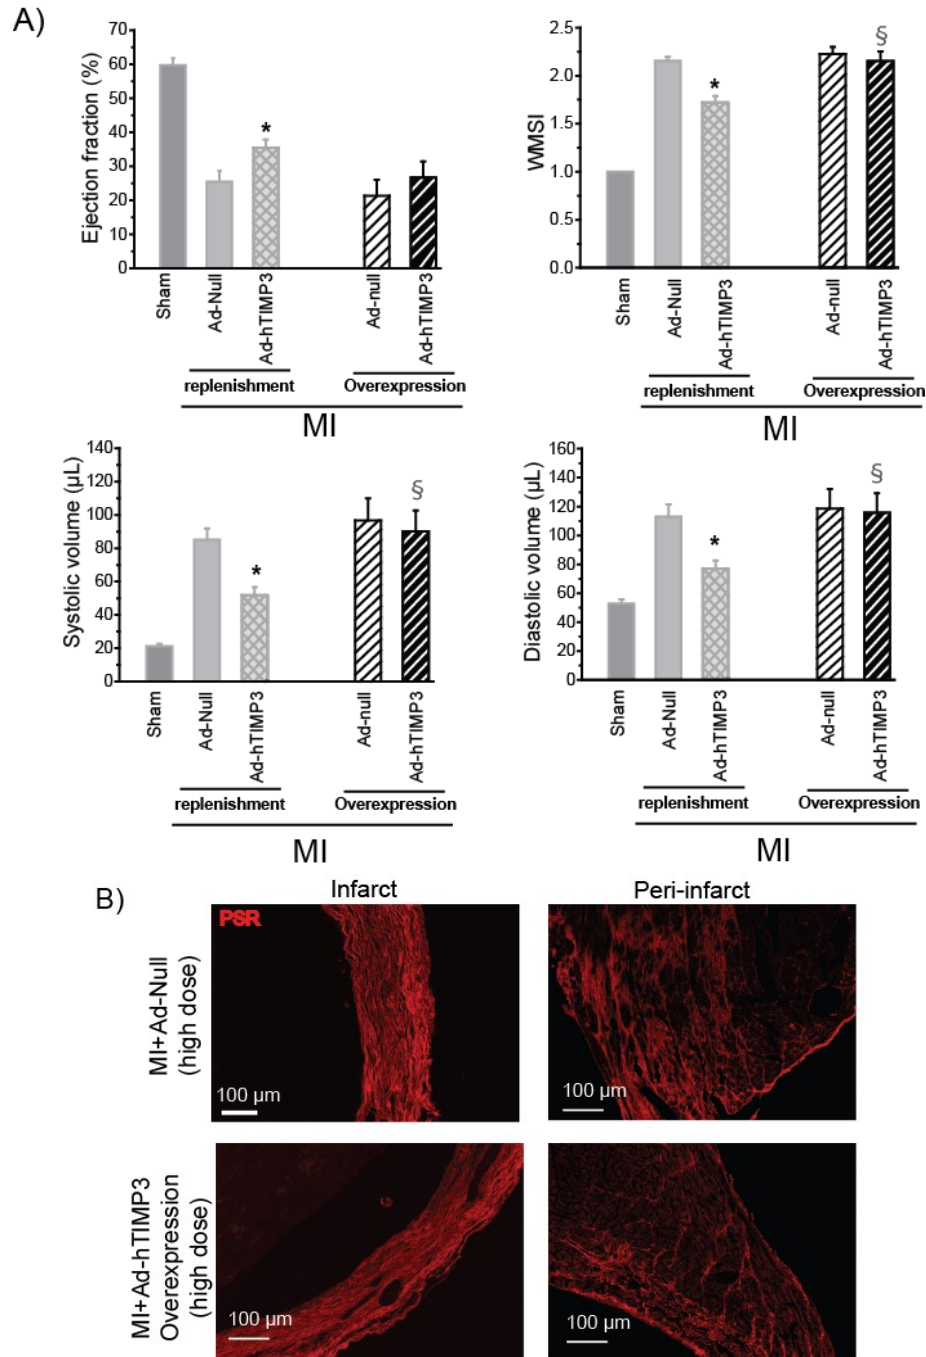 A)
Ejection fraction (%)
70
60
50
40
30
20
10
0
*
Sham
Ad-Null
Ad-hTIMP3
Ad-null
Ad-hTIMP3
replenishment
Overexpression
MI
WMSI
2.5
2.0
1.5
1.0
0.5
0.0
*
§
Sham
Ad-Null
Ad-hTIMP3
Ad-null
Ad-hTIMP3
replenishment
Overexpression
MI
Systolic volume (µL)
140
120
100
80
60
40
20
0
*
§
Sham
Ad-Null
Ad-hTIMP3
Ad-null
Ad-hTIMP3
replenishment
Overexpression
MI
Diastolic volume (µL)
160
140
120
100
80
60
40
20
0
*
§
Sham
Ad-Null
Ad-hTIMP3
Ad-null
Ad-hTIMP3
replenishment
Overexpression
MI
B)
Infarct
Peri-infarct
MI+Ad-Null
(high dose)
PSR
100 µm
100 µm
MI+Ad-hTIMP3
Overexpression
(high dose)
100 µm
100 µm